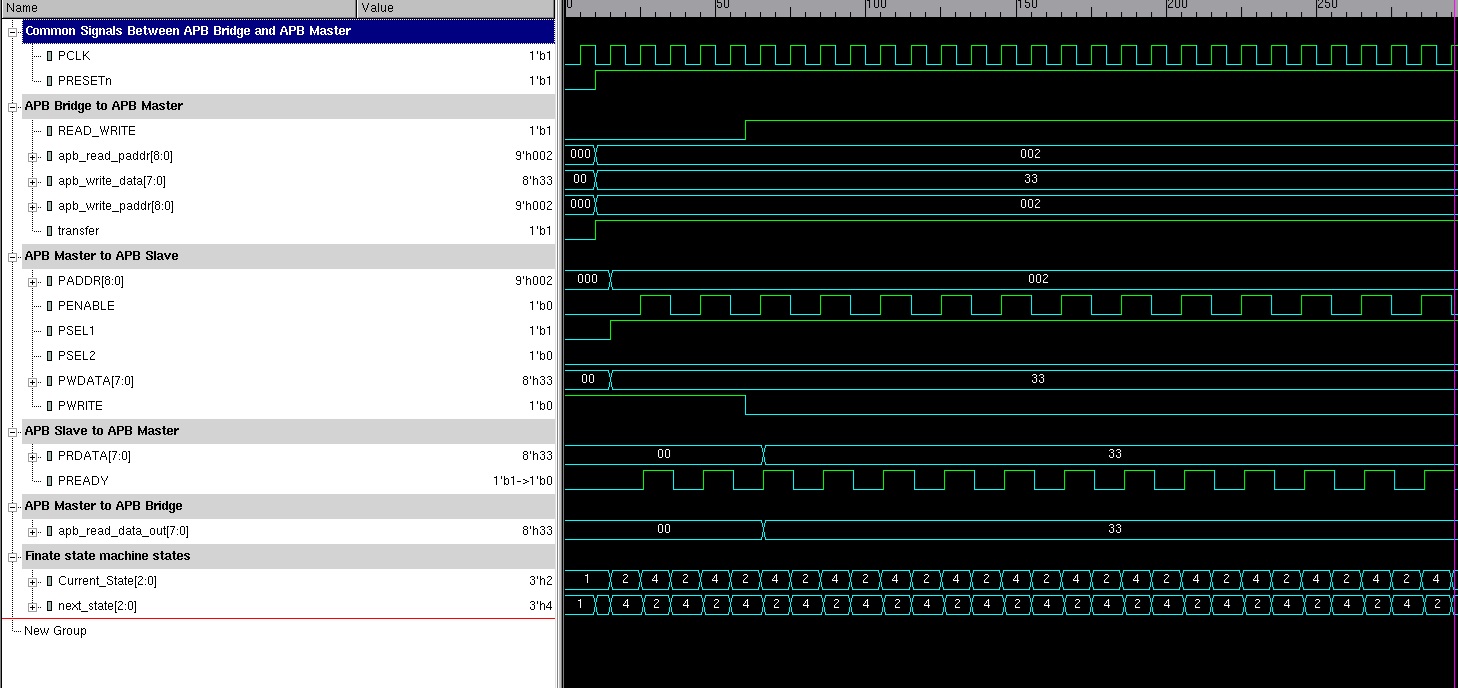 Name Value 0 50 100 150 200 250
Common Signals Between APB Bridge and APB Master
PCLK 1'b1
PRESETn 1'b1
APB Bridge to APB Master
READ_WRITE 1'b1
apb_read_paddr[8:0] 9'h002 000 002
apb_write_data[7:0] 8'h33 00 33
apb_write_paddr[8:0] 9'h002 000 002
transfer 1'b1
APB Master to APB Slave
PADDR[8:0] 9'h002 000 002
PENABLE 1'b0
PSEL1 1'b1
PSEL2 1'b0
PWDATA[7:0] 8'h33 00 33
PWRITE 1'b0
APB Slave to APB Master
PRDATA[7:0] 8'h33 00 33
PREADY 1'b1->1'b0
APB Master to APB Bridge
apb_read_data_out[7:0] 8'h33 00 33
Finate state machine states
Current_State[2:0] 3'h2 1 2 4 2 4 2 4 2 4 2 4 2 4 2 4 2 4 2 4 2 4 2 4 2 4 2 4 2 4
next_state[2:0] 3'h4 1 4 2 4 2 4 2 4 2 4 2 4 2 4 2 4 2 4 2 4 2 4 2 4 2 4 2 4 2
New Group